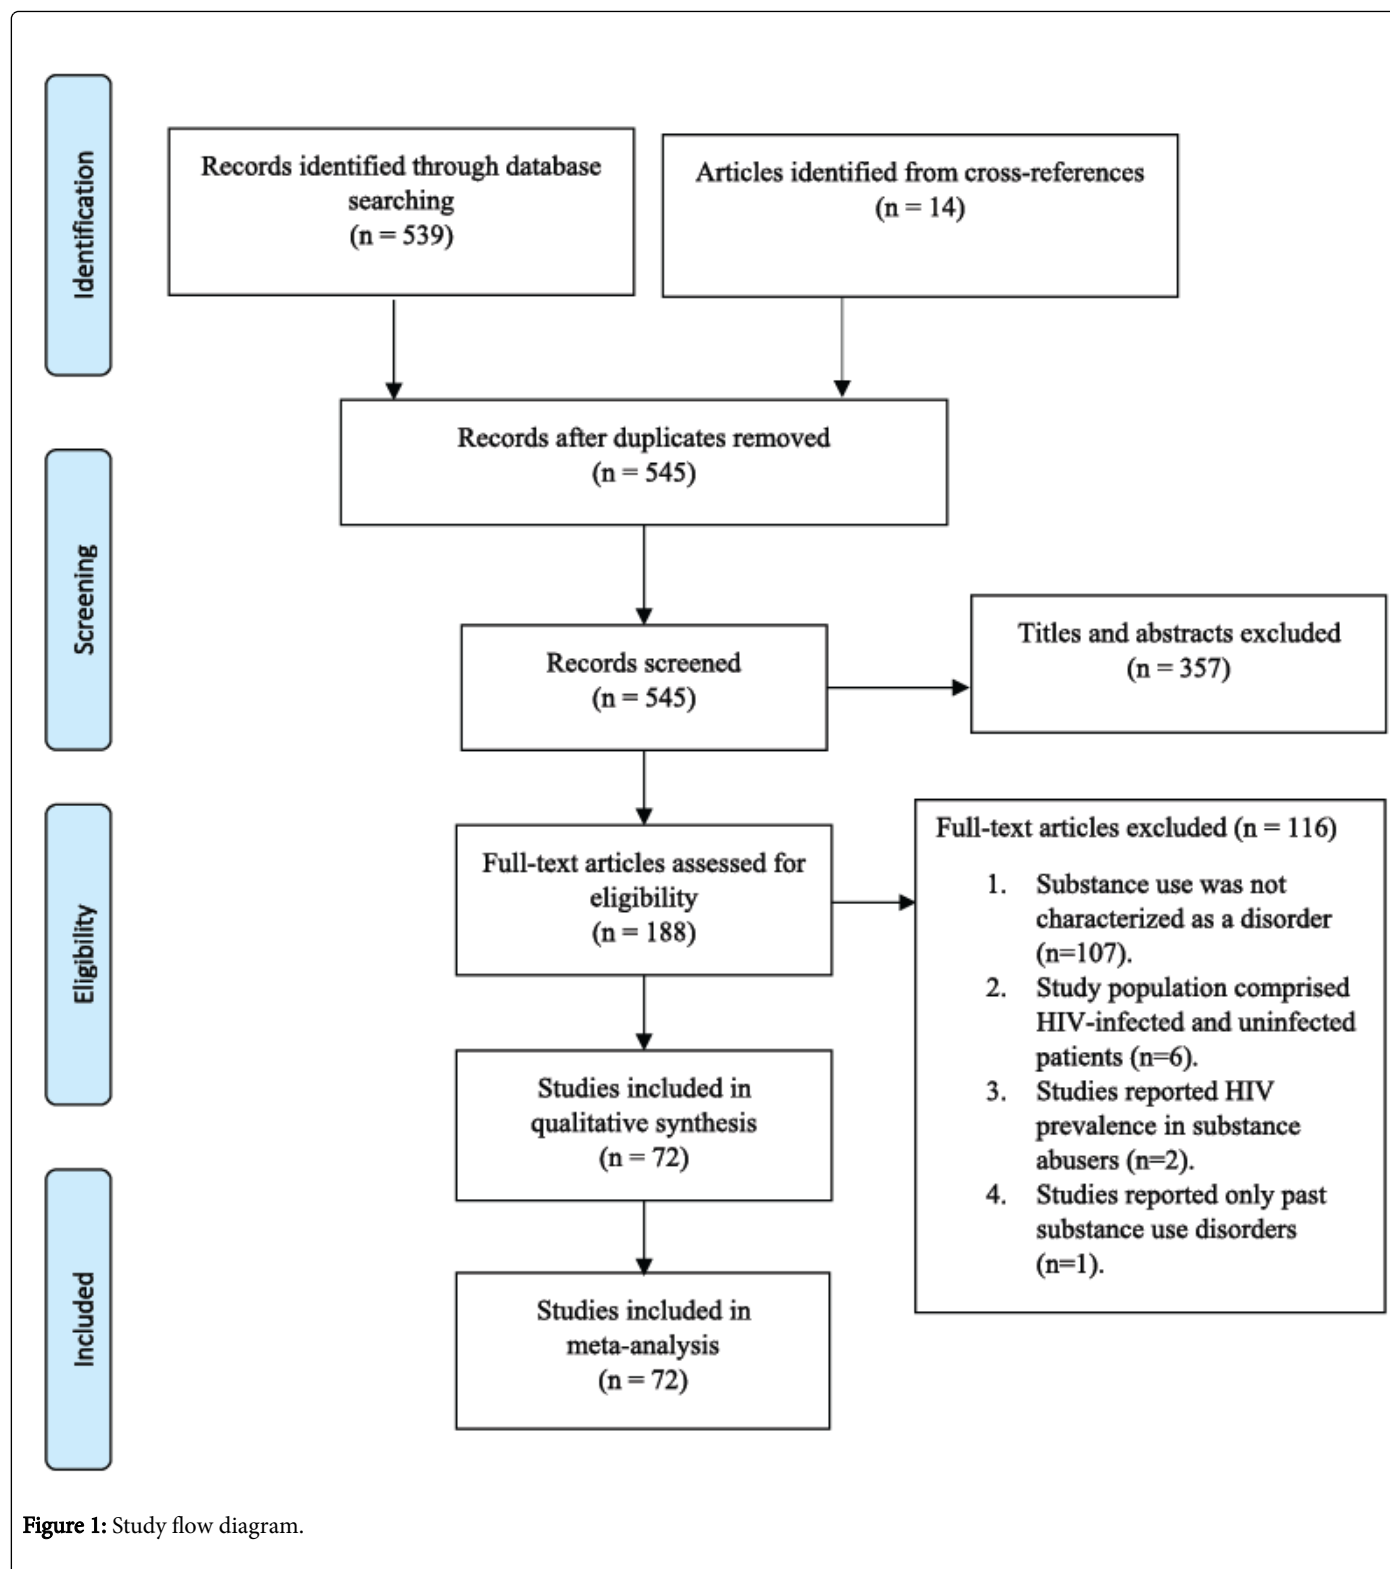 Identification
Records identified through database
searching
(n = 539)
Articles identified from cross-references
(n = 14)
Records after duplicates removed
(n = 545)
Screening
Records screened
(n = 545)
Titles and abstracts excluded
(n = 357)
Eligibility
Full-text articles assessed for
eligibility
(n = 188)
Full-text articles excluded (n = 116)
1. Substance use was not
characterized as a disorder
(n=107).
2. Study population comprised
HIV-infected and uninfected
patients (n=6).
3. Studies reported HIV
prevalence in substance
abusers (n=2).
4. Studies reported only past
substance use disorders
(n=1).
Studies included in
qualitative synthesis
(n = 72)
Included
Studies included in
meta-analysis
(n = 72)
Figure 1: Study flow diagram.